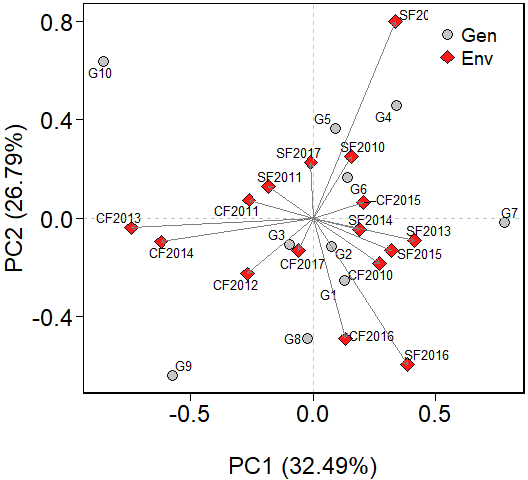 0.8
SF20
Gen
Env
G10
G5
G4
0.4
SF2010
SF2017
SF2011
G6
CF2015
CF2011
CF2013
0.0
G7
SF2014
SF2013
G3
G2
SF2015
CF2014
CF2017
CF2010
CF2012
G1
-0.4
G8
CF2016
SF2016
G9
-0.5
0.0
0.5
PC1 (32.49%)
PC2 (26.79%)